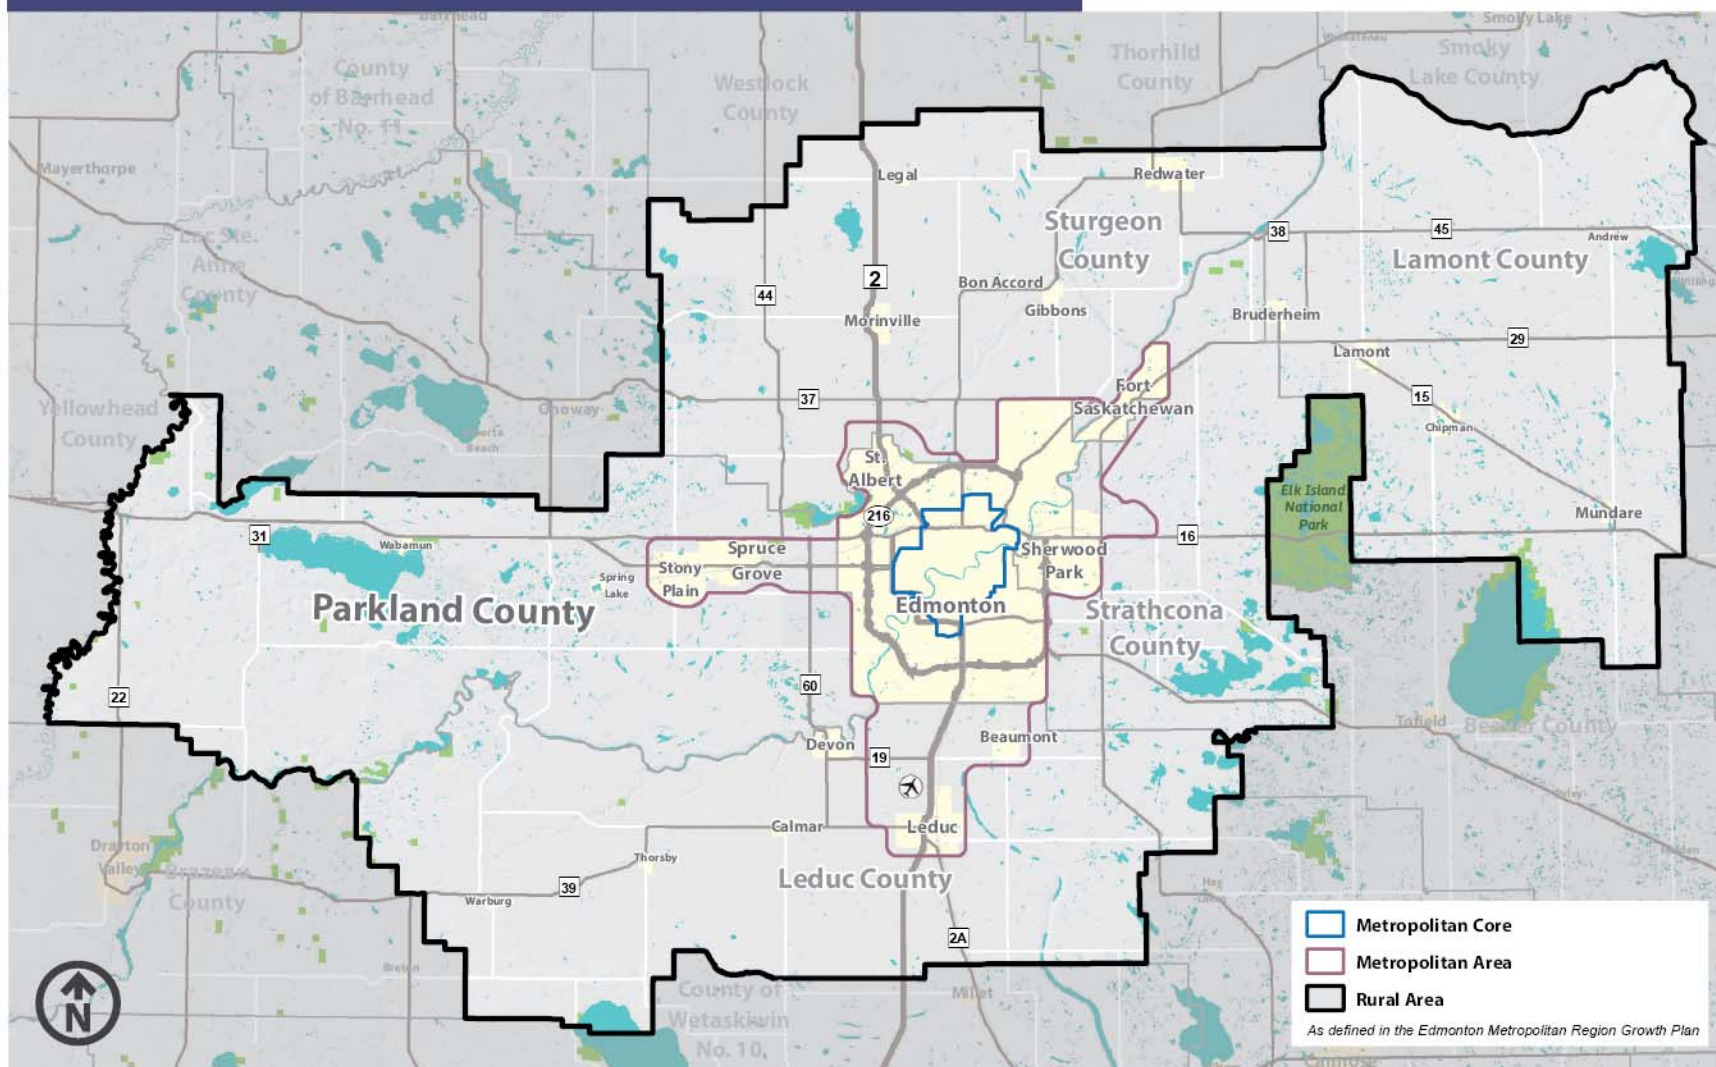 Barrhead
Smoky Lake
County
of Barrhead
No. 11
Westlock
County
Thorhild
County
Smoky
Lake County
Mayerthorpe
Legal
Redwater
Lac Ste.
Anne
County
Sturgeon
County
38
45
Andrew
Lamont County
2
44
Bon Accord
Gibbons
Morinville
Bruderheim
29
Lamont
Fort
Saskatchewan
37
15
Chipman
Yellowhead
County
Onoway
Alberta
Beach
St.
Albert
216
Elk Island
National
Park
Mundare
31
Wabamun
16
Spruce
Grove
Stony
Plain
Spring
Lake
Sherwood
Park
Parkland County
Edmonton
Strathcona
County
22
60
Tofield
Beaver County
Devon
Beaumont
19
Calmar
Leduc
Drayton
Valley
Thorsby
Brazeau
County
Leduc County
39
Warburg
2A
Breton
Millet
County of
Wetaskiwin
No. 10
Camrose
N
Metropolitan Core
Metropolitan Area
Rural Area
As defined in the Edmonton Metropolitan Region Growth Plan